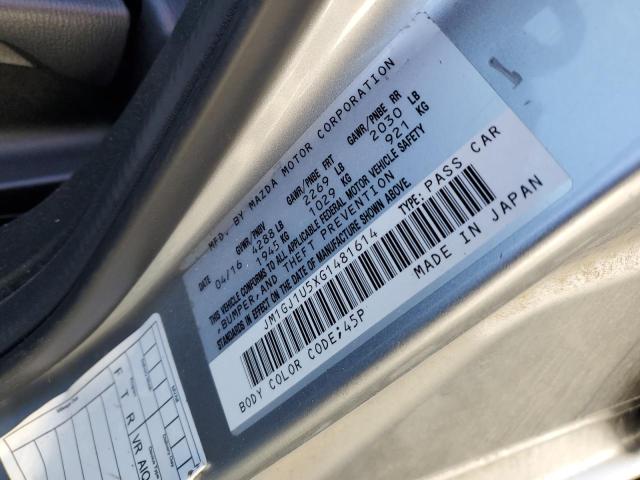 MFD. BY MAZDA MOTOR CORPORATION
04/16
GVWR/PNBV
4288 LB
1945 KG
GAWR/PNBE FRT
2269 LB
1029 KG
GAWR/PNBE RR
2030 LB
921 KG
THIS VEHICLE CONFORMS TO ALL APPLICABLE FEDERAL MOTOR VEHICLE SAFETY
,BUMPER,AND THEFT PREVENTION
STANDARDS IN EFFECT ON THE DATE OF MANUFACTURE SHOWN ABOVE.
JM1GJ1U5XG1481614
TYPE: PASS CAR
BODY COLOR CODE;45P
MADE IN JAPAN
F T R VR AIO